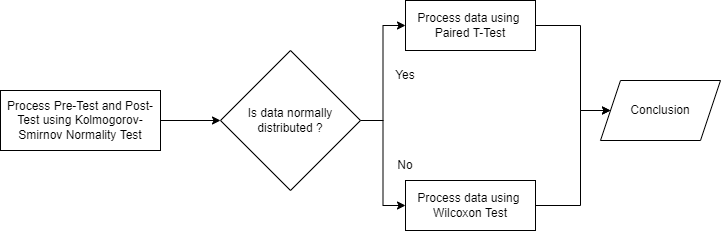 Process data using
Paired T-Test
Yes
Process Pre-Test and Post-
Test using Kolmogorov-
Smirnov Normality Test
Is data normally
distributed ?
Conclusion
No
Process data using
Wilcoxon Test